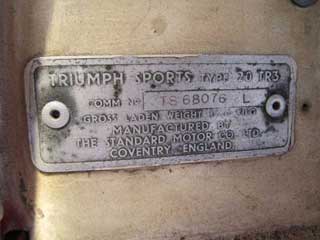 TRIUMPH SPORTS TYPE 20 TR3
COMM NO TS 68076 L
GROSS LADEN WEIGHT
MANUFACTURED BY
THE STANDARD MOTOR CO. LTD.
COVENTRY ENGLAND